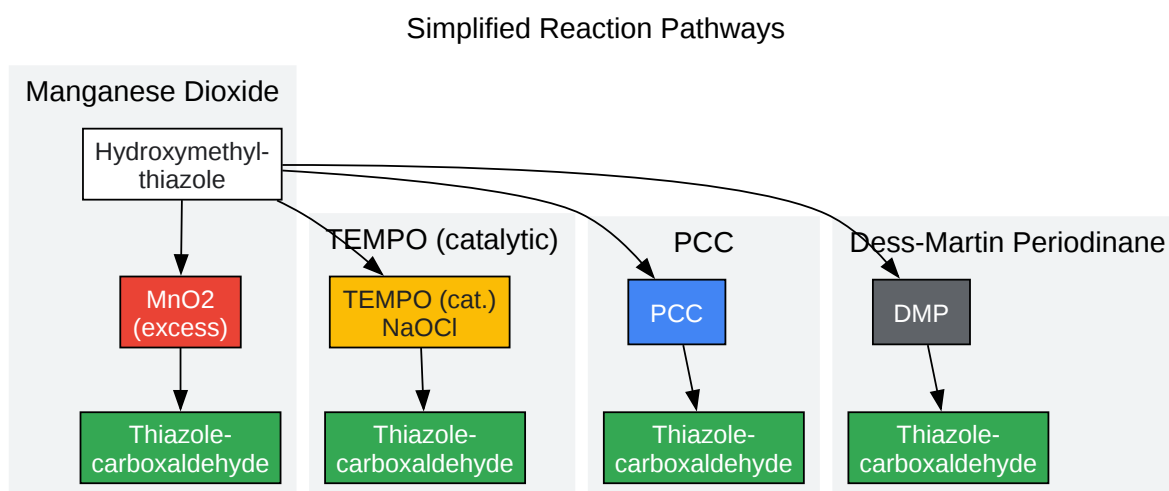 Simplified Reaction Pathways
Manganese Dioxide
Hydroxymethyl-
thiazole
TEMPO (catalytic)
PCC
Dess-Martin Periodinane
MnO2
(excess)
TEMPO (cat.)
NaOCl
PCC
DMP
Thiazole-
carboxaldehyde
Thiazole-
carboxaldehyde
Thiazole-
carboxaldehyde
Thiazole-
carboxaldehyde